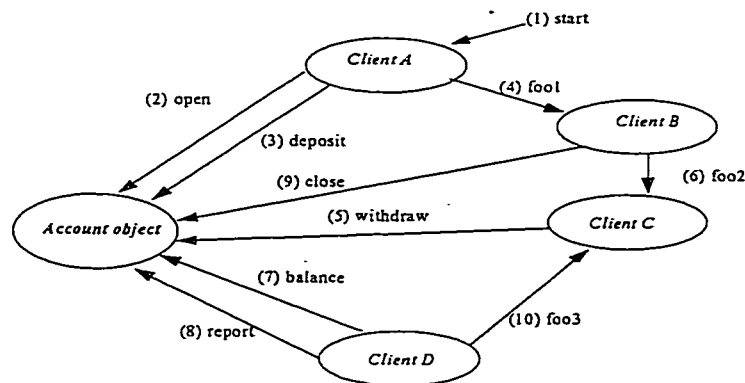 (1) start
Client A
(2) open
(4) foo1
(3) deposit
Client B
(9) close
(6) foo2
(5) withdraw
Account object
Client C
(7) balance
(8) report
(10) foo3
Client D